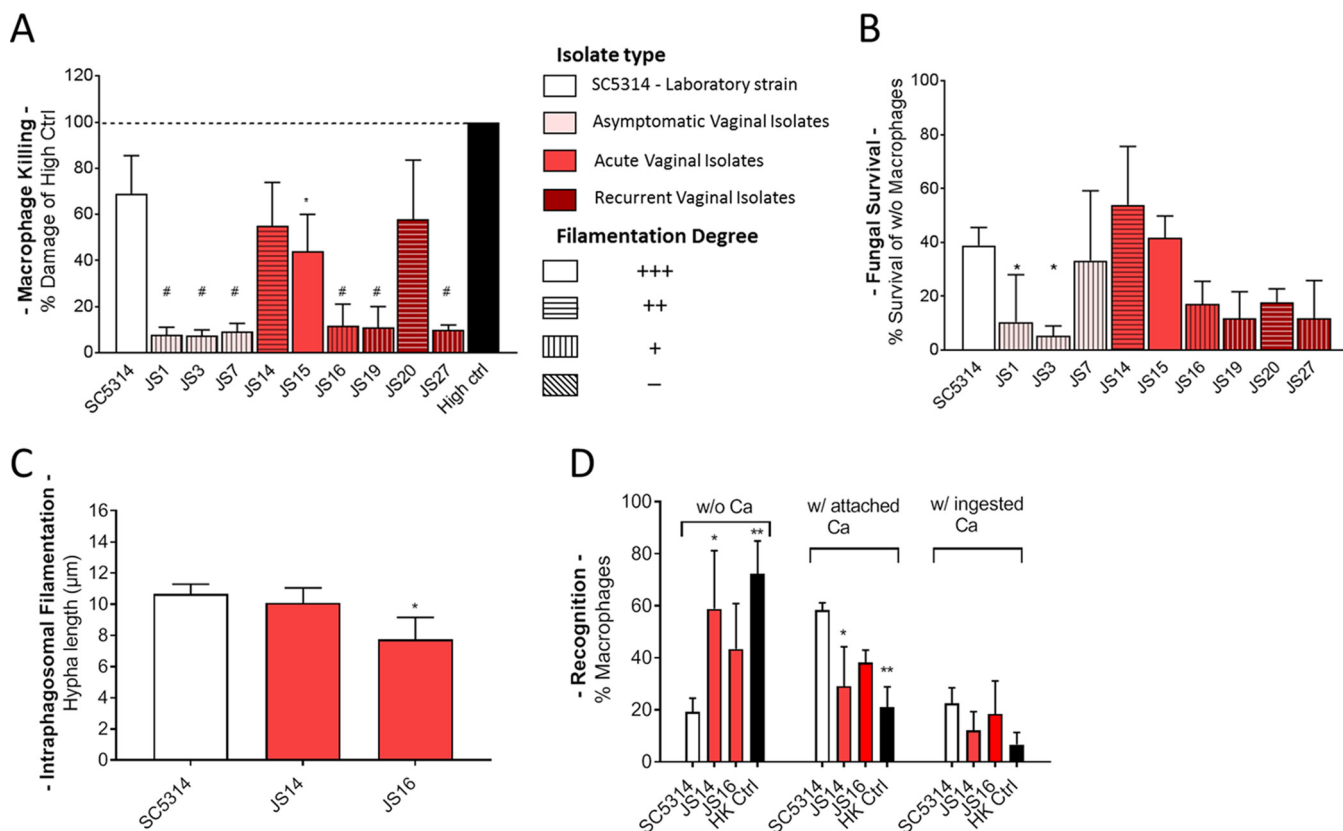 A
- Macrophage Killing -
% Damage of High Ctrl
120
100
80
60
40
20
0
*
#
#
#
#
#
#
SC5314
JS1
JS3
JS7
JS14
JS15
JS16
JS19
JS20
JS27
High ctrl
Isolate type
SC5314 - Laboratory strain
Asymptomatic Vaginal Isolates
Acute Vaginal Isolates
Recurrent Vaginal Isolates
Filamentation Degree
+++
++
+
–
B
- Fungal Survival -
% Survival of w/o Macrophages
100
80
60
40
20
0
*
*
SC5314
JS1
JS3
JS7
JS14
JS15
JS16
JS19
JS20
JS27
C
- Intraphagosomal Filamentation -
Hypha length (µm)
16
14
12
10
8
6
4
2
0
*
SC5314
JS14
JS16
D
- Recognition -
% Macrophages
100
80
60
40
20
0
w/o Ca
w/ attached
Ca
w/ ingested
Ca
*
**
*
**
SC5314
JS14
JS16
HK Ctrl
SC5314
JS14
JS16
HK Ctrl
SC5314
JS14
JS16
HK Ctrl